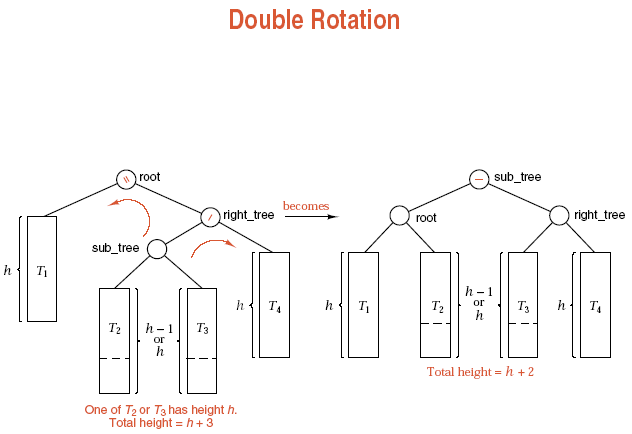 Double Rotation
root
sub_tree
becomes
right_tree
root
right_tree
sub_tree
h
T1
T2
h – 1
or
h
T3
h
T4
h
T1
T2
h – 1
or
h
T3
h
T4
Total height = h + 2
One of T2 or T3 has height h.
Total height = h + 3